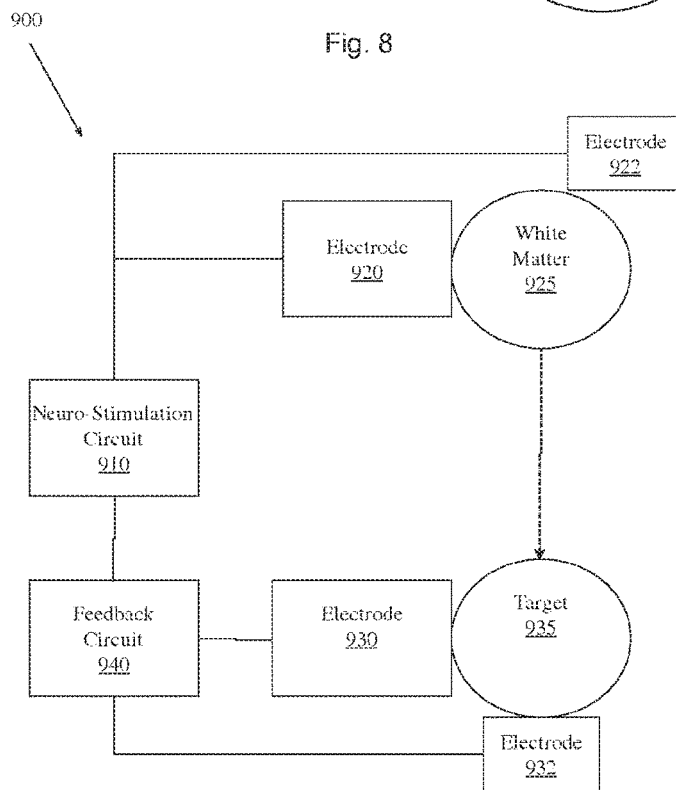 900
Fig. 8
Electrode
922
Electrode
920
White
Matter
925
Neuro-Stimulation
Circuit
910
Feedback
Circuit
940
Electrode
930
Target
935
Electrode
932